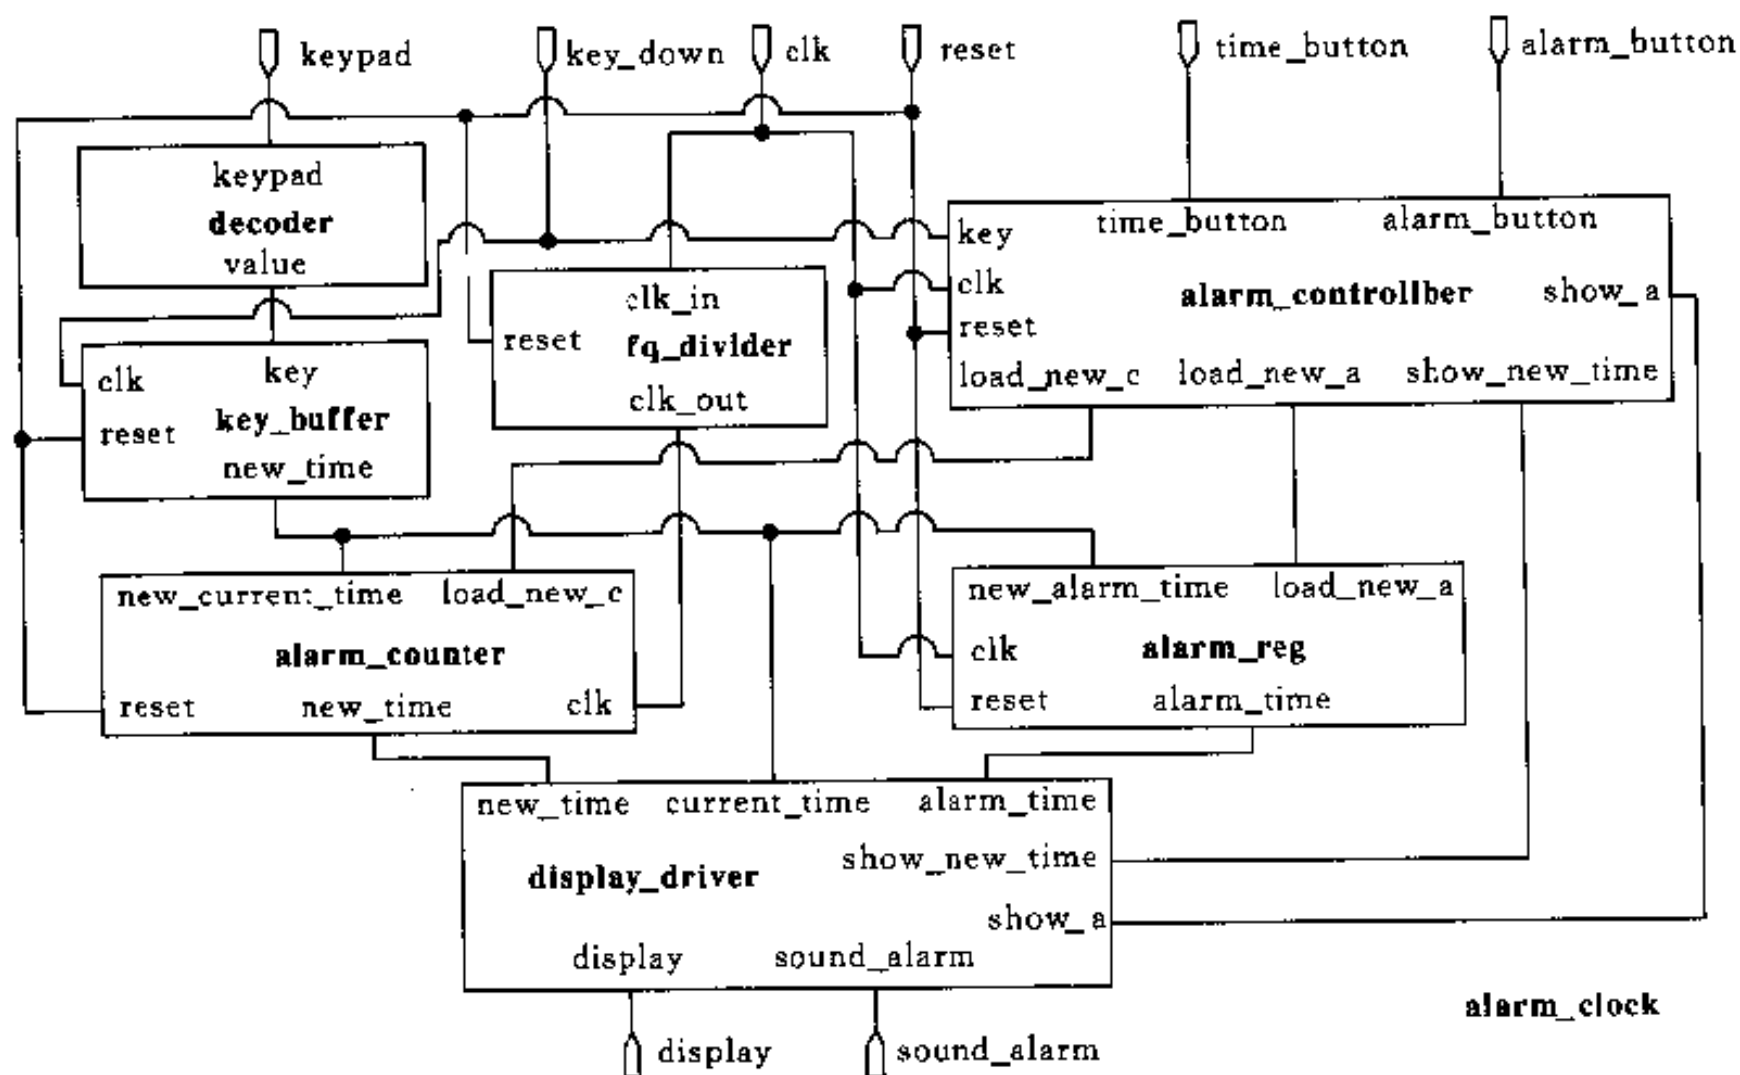 keypad
key_down
clk
reset
time_button
alarm_button
keypad
decoder
value
key
time_button
alarm_button
clk
alarm_controllber
show_a
reset
load_new_c
load_new_a
show_new_time
clk_in
reset
fq_divider
clk_out
clk
key
key_buffer
reset
new_time
new_current_time
load_new_c
alarm_counter
reset
new_time
clk
new_alarm_time
load_new_a
clk
alarm_reg
reset
alarm_time
new_time
current_time
alarm_time
show_new_time
display_driver
show_a
display
sound_alarm
alarm_clock
display
sound_alarm